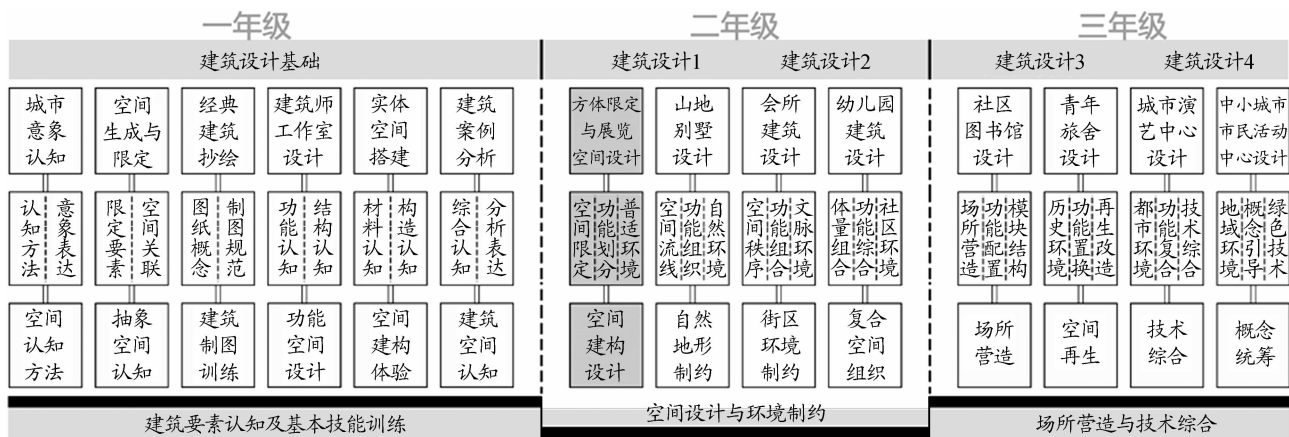 一年级
二年级
三年级
建筑设计基础
建筑设计1
建筑设计2
建筑设计3
建筑设计4
城市
意象
认知
空间
生成与
限定
经典
建筑
抄绘
建筑师
工作室
设计
实体
空间
搭建
建筑
案例
分析
方体限定
与展览
空间设计
山地
别墅
设计
会所
建筑
设计
幼儿园
建筑
设计
社区
图书馆
设计
青年
旅舍
设计
城市演
艺中心
设计
中小城市
市民活动
中心设计
认知方法
意象表达
限定要素
空间关联
图纸概念
制图规范
功能认知
结构认知
材料认知
构造认知
综合认知
分析表达
空间限定
功能划分
普适环境
空间流线
功能组织
自然环境
空间秩序
功能组合
文脉环境
体量组合
功能综合
社区环境
场所营造
功能配置
模块结构
历史环境
功能置换
再生改造
都市环境
功能复合
技术综合
地域环境
概念引导
绿色技术
空间
认知
方法
抽象
空间
认知
建筑
制图
训练
功能
空间
设计
空间
建构
体验
建筑
空间
认知
空间
建构
设计
自然
地形
制约
街区
环境
制约
复合
空间
组织
场所
营造
空间
再生
技术
综合
概念
统筹
建筑要素认知及基本技能训练
空间设计与环境制约
场所营造与技术综合